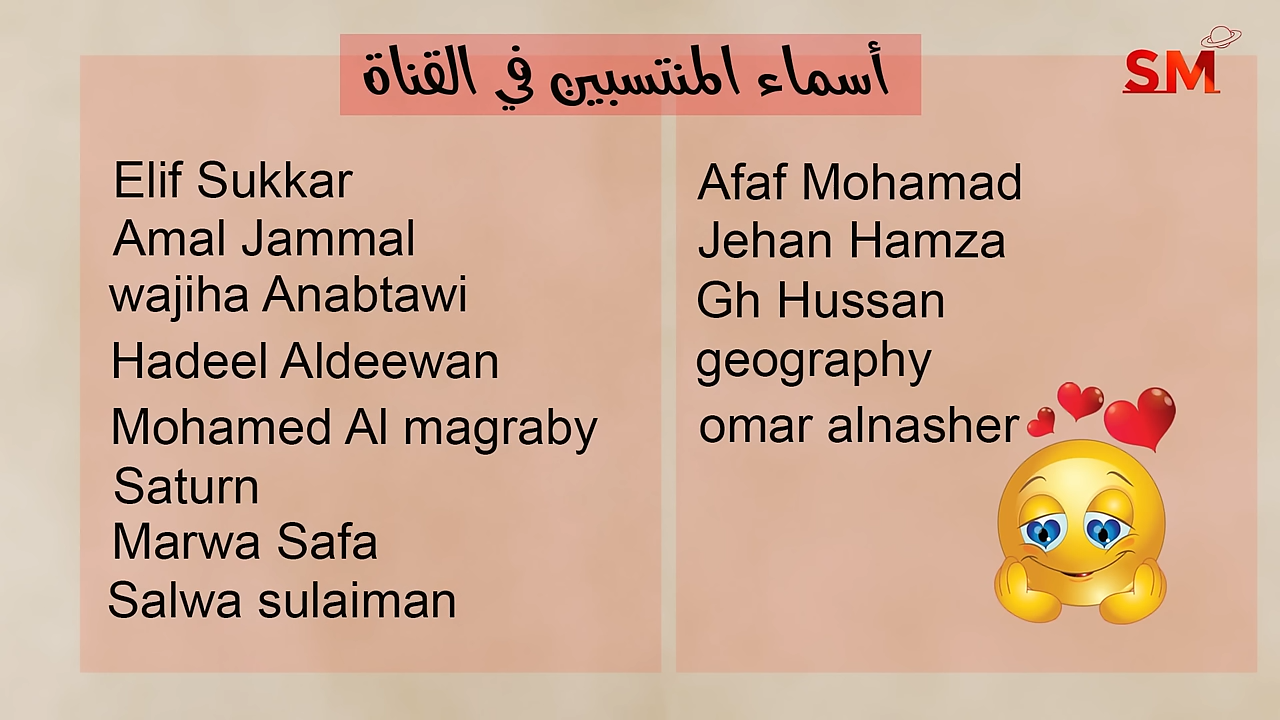 أسماء المنتسبين في القناة
SM
Elif Sukkar
Amal Jammal
wajiha Anabtawi
Hadeel Aldeewan
Mohamed Al magraby
Saturn
Marwa Safa
Salwa sulaiman
Afaf Mohamad
Jehan Hamza
Gh Hussan
geography
omar alnasher